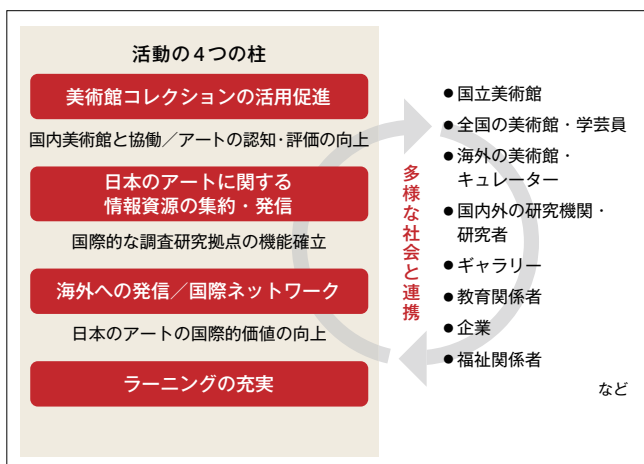 活動の4つの柱
美術館コレクションの活用促進
国内美術館と協働／アートの認知・評価の向上
日本のアートに関する
情報資源の集約・発信
国際的な調査研究拠点の機能確立
海外への発信／国際ネットワーク
日本のアートの国際的価値の向上
ラーニングの充実
多様な社会と連携
●国立美術館
●全国の美術館・学芸員
●海外の美術館・
キュレーター
●国内外の研究機関・
研究者
●ギャラリー
●教育関係者
●企業
●福祉関係者
など